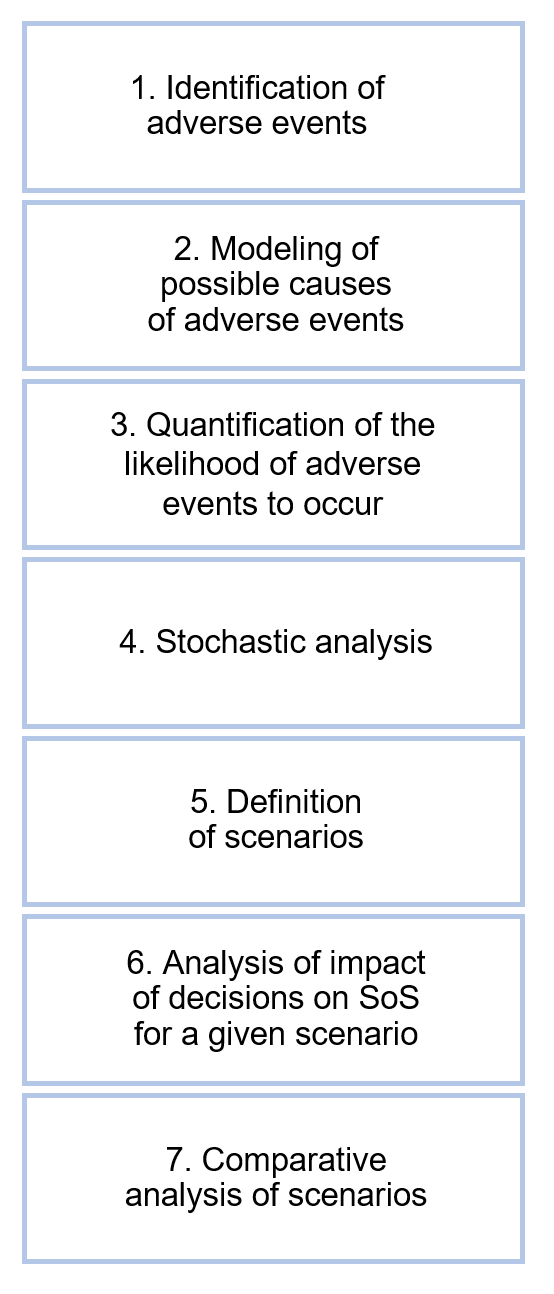 1. Identification of
adverse events
2. Modeling of
possible causes
of adverse events
3. Quantification of the
likelihood of adverse
events to occur
4. Stochastic analysis
5. Definition
of scenarios
6. Analysis of impact
of decisions on SoS
for a given scenario
7. Comparative
analysis of scenarios